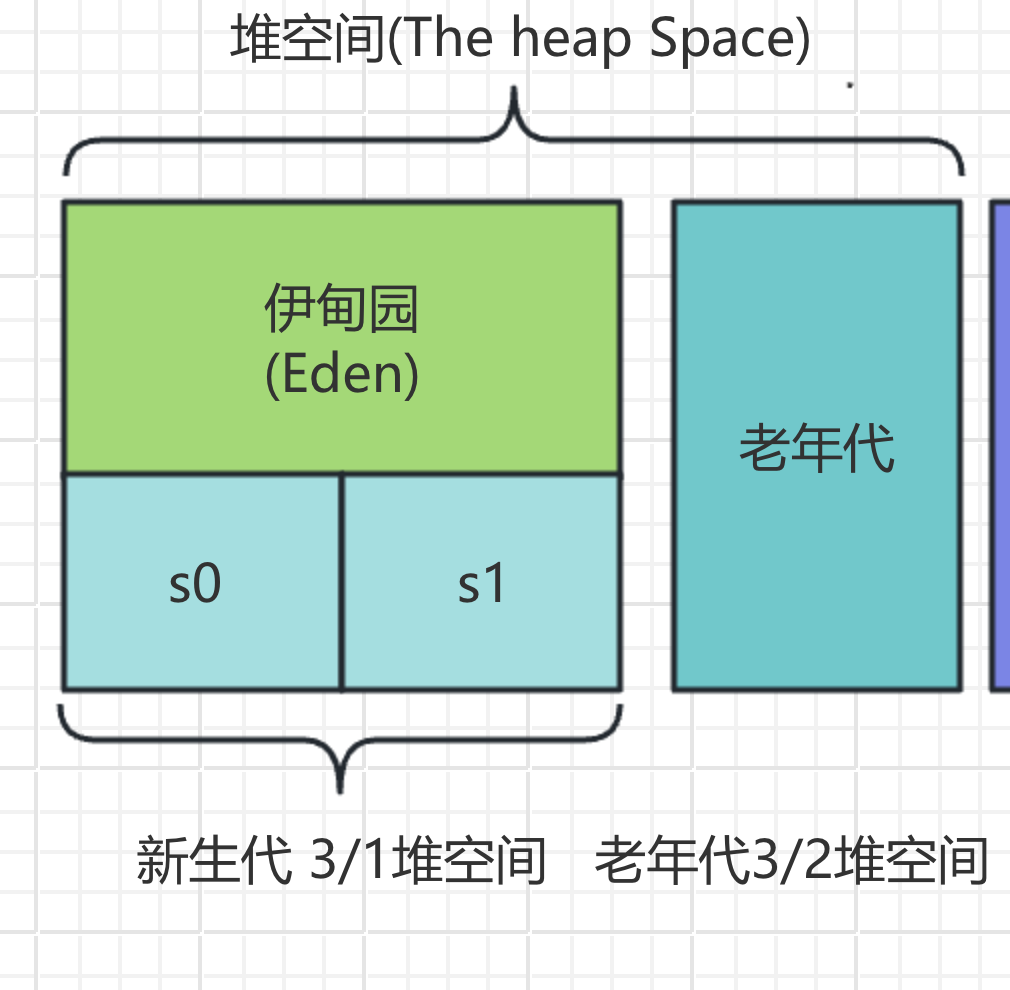 堆空间(The heap Space)
伊甸园
(Eden)
老年代
s0
s1
新生代 3/1堆空间
老年代3/2堆空间